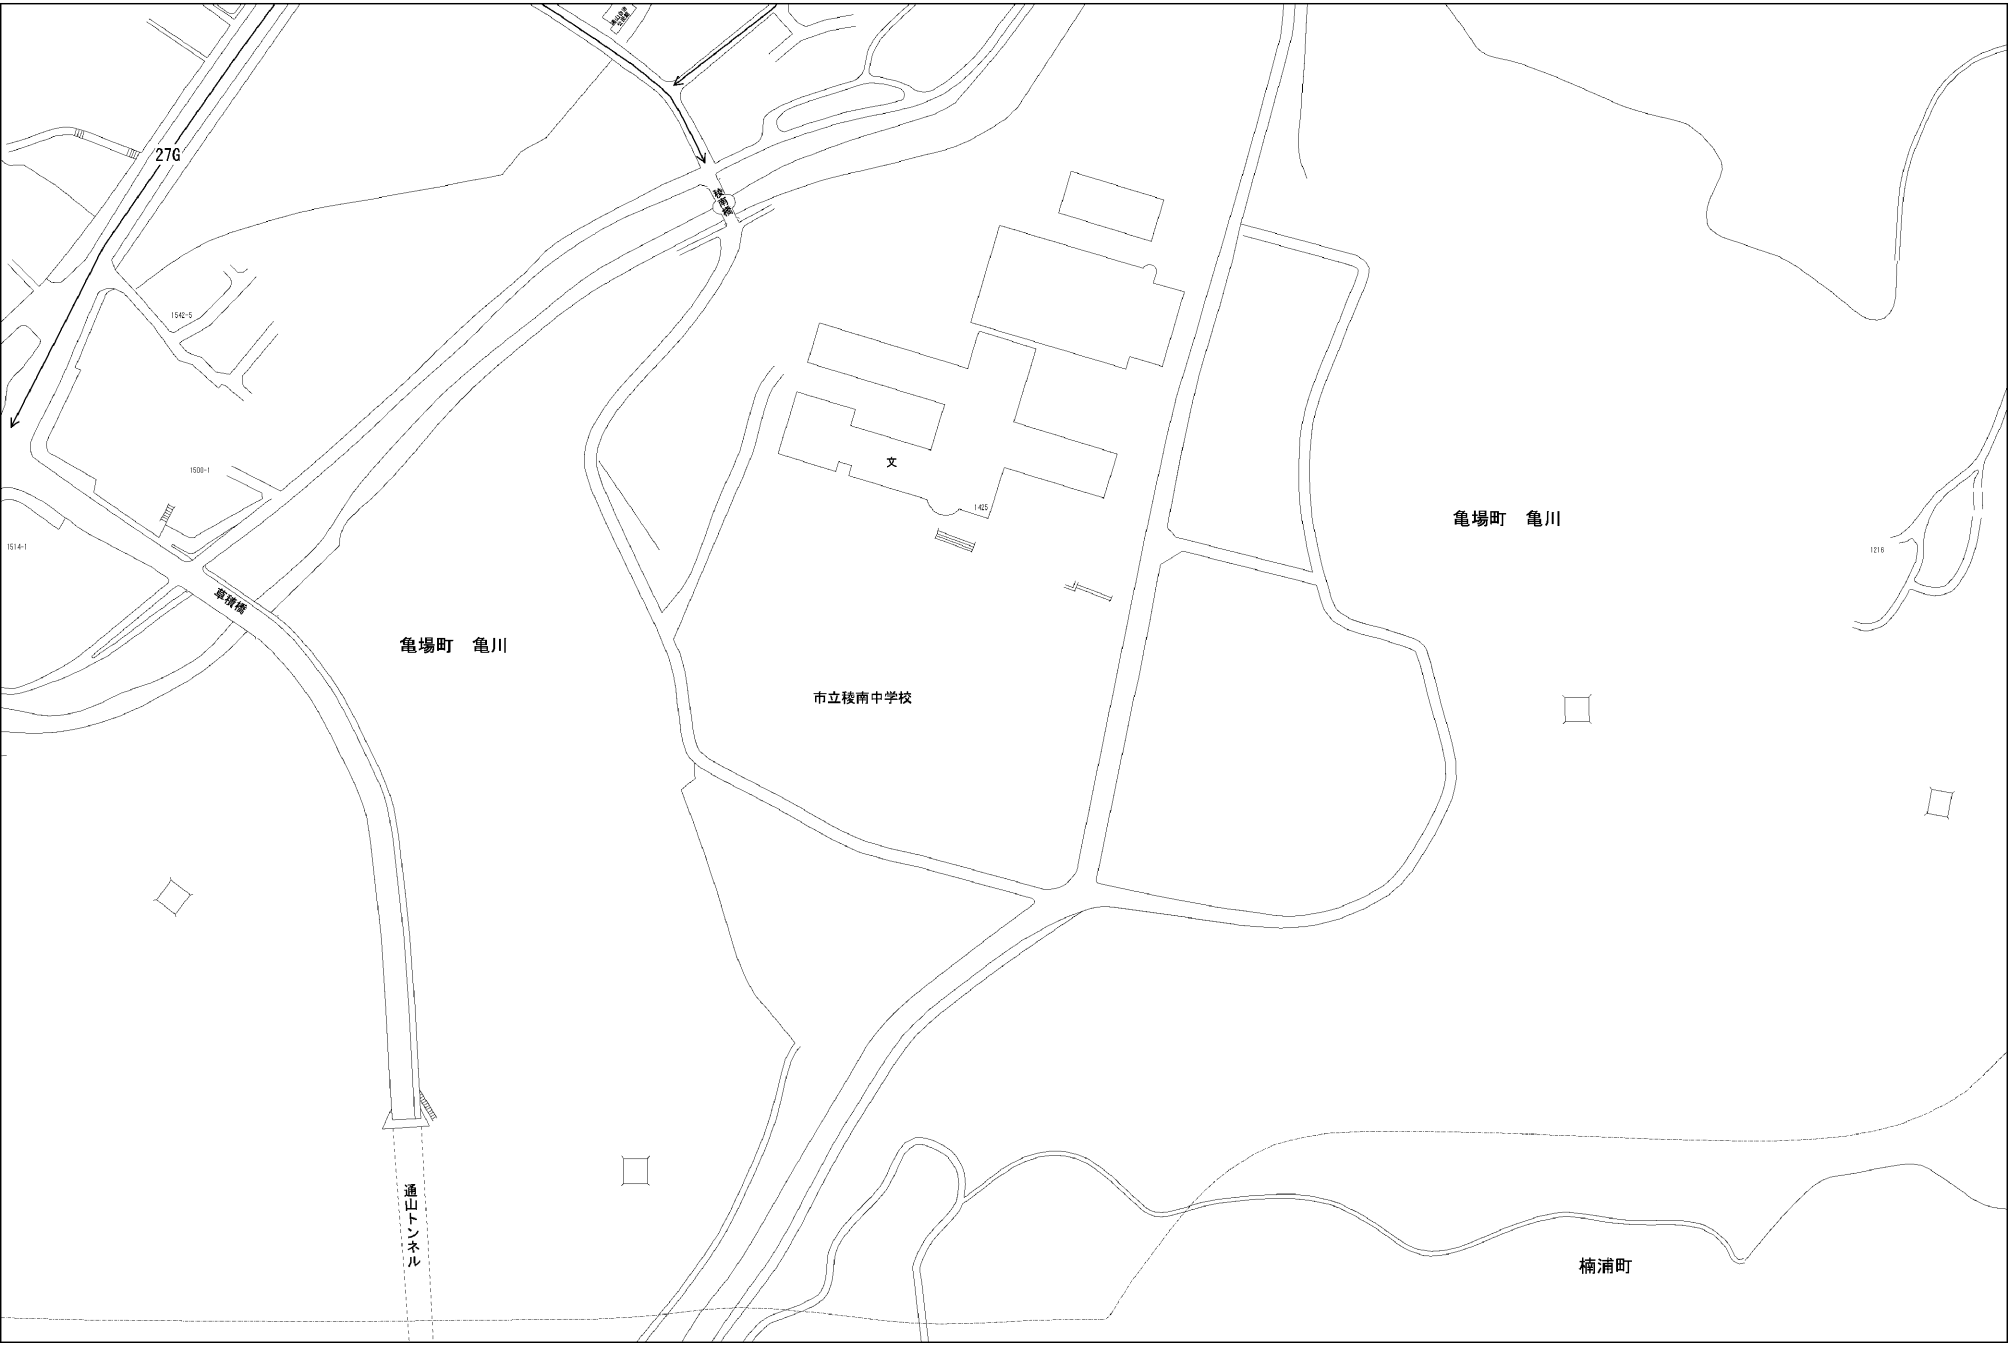 27G
稜南橋
1542-5
1500-1
文
1425
亀場町　亀川
1514-1
1216
草積橋
亀場町　亀川
市立稜南中学校
通山トンネル
楠浦町